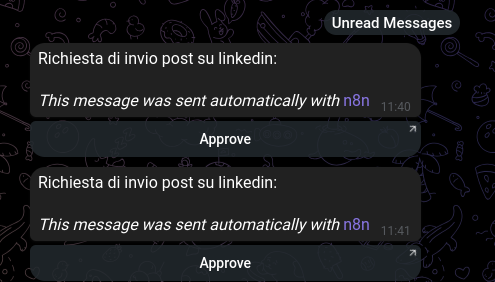 Unread Messages
Richiesta di invio post su linkedin:
This message was sent automatically with n8n
11:40
Approve
Richiesta di invio post su linkedin:
This message was sent automatically with n8n
11:41
Approve